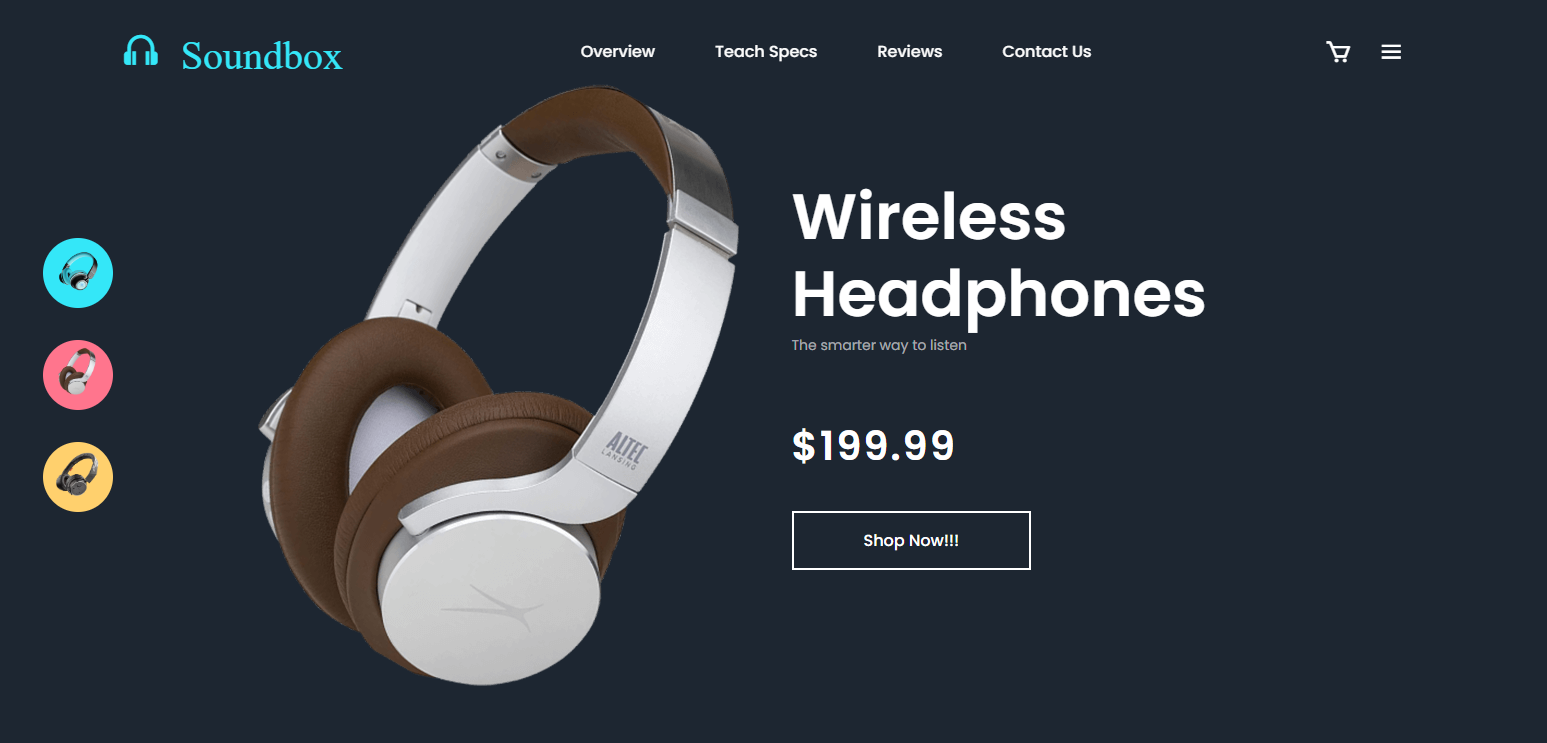 Soundbox
Overview
Teach Specs
Reviews
Contact Us
Wireless
Headphones
The smarter way to listen
ALTEC
LANSING
$199.99
Shop Now!!!